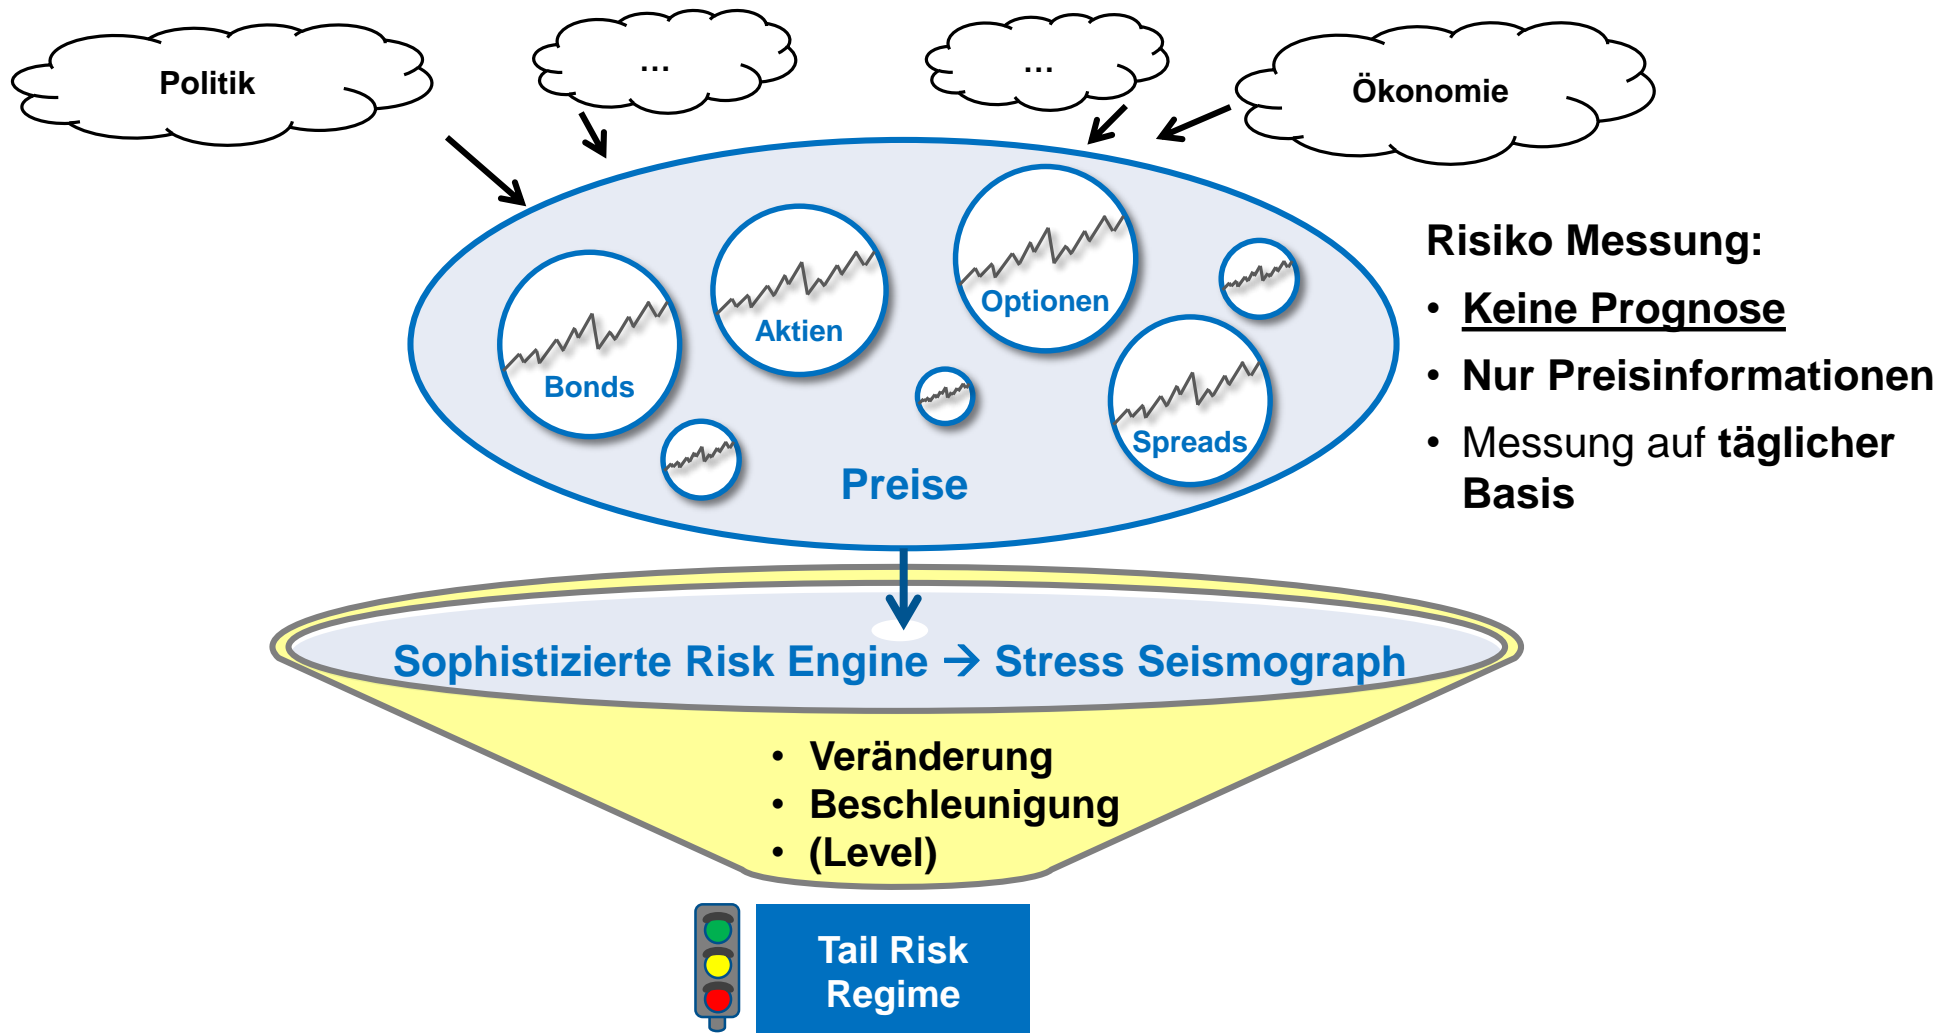 Politik
...
...
Ökonomie
Bonds
Aktien
Optionen
Spreads
Preise
Risiko Messung:
• Keine Prognose
• Nur Preisinformationen
• Messung auf täglicher
Basis
Sophistizierte Risk Engine → Stress Seismograph
• Veränderung
• Beschleunigung
• (Level)
Tail Risk
Regime